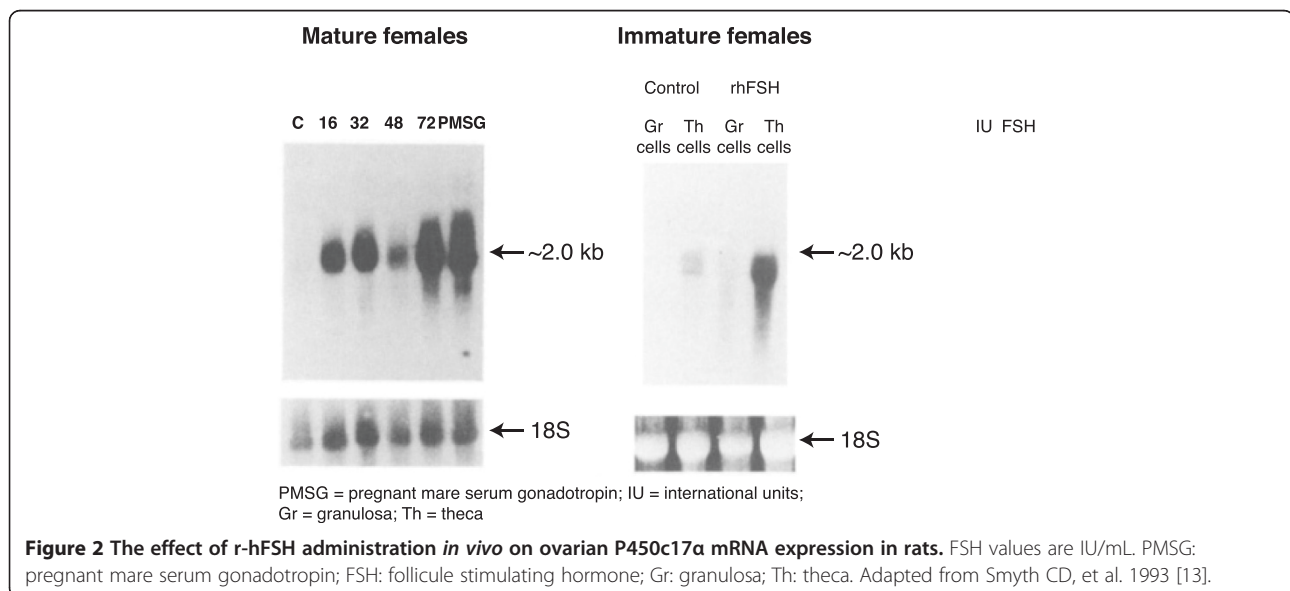 Mature females
Immature females
Control rhFSH
C 16 32 48 72 PMSG
Gr cells
Th cells
Gr cells
Th cells
IU FSH
~2.0 kb
~2.0 kb
18S
18S
PMSG = pregnant mare serum gonadotropin; IU = international units;
Gr = granulosa; Th = theca
Figure 2 The effect of r-hFSH administration in vivo on ovarian P450c17α mRNA expression in rats. FSH values are IU/mL. PMSG:
pregnant mare serum gonadotropin; FSH: follicule stimulating hormone; Gr: granulosa; Th: theca. Adapted from Smyth CD, et al. 1993 [13].